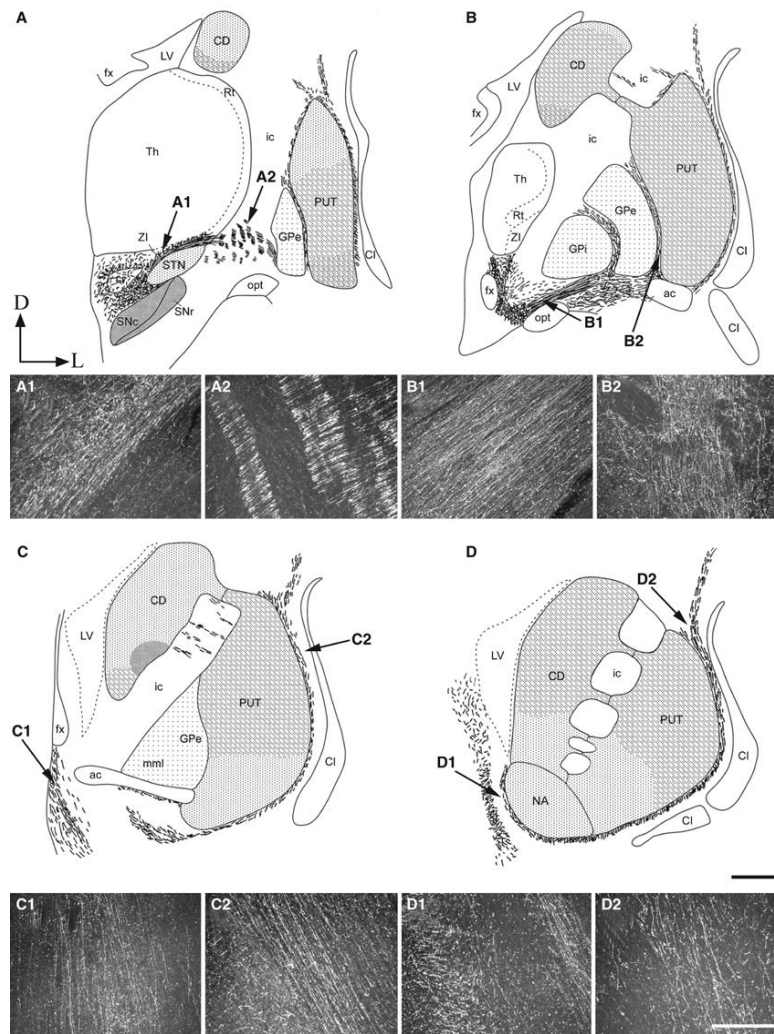 A
B
LV
CD
fx
Rt
ic
Th
A1
A2
PUT
ZI
GPe
STN
Cl
opt
SNc
SNr
D
L
CD
ic
LV
fx
ic
PUT
Th
GPe
Rt
ZI
GPi
Cl
fx
ac
opt
B1
B2
Cl
A1
A2
B1
B2
C
D
CD
LV
C2
ic
PUT
fx
GPe
C1
mml
ac
Cl
D2
LV
ic
CD
PUT
D1
Cl
NA
Cl
C1
C2
D1
D2